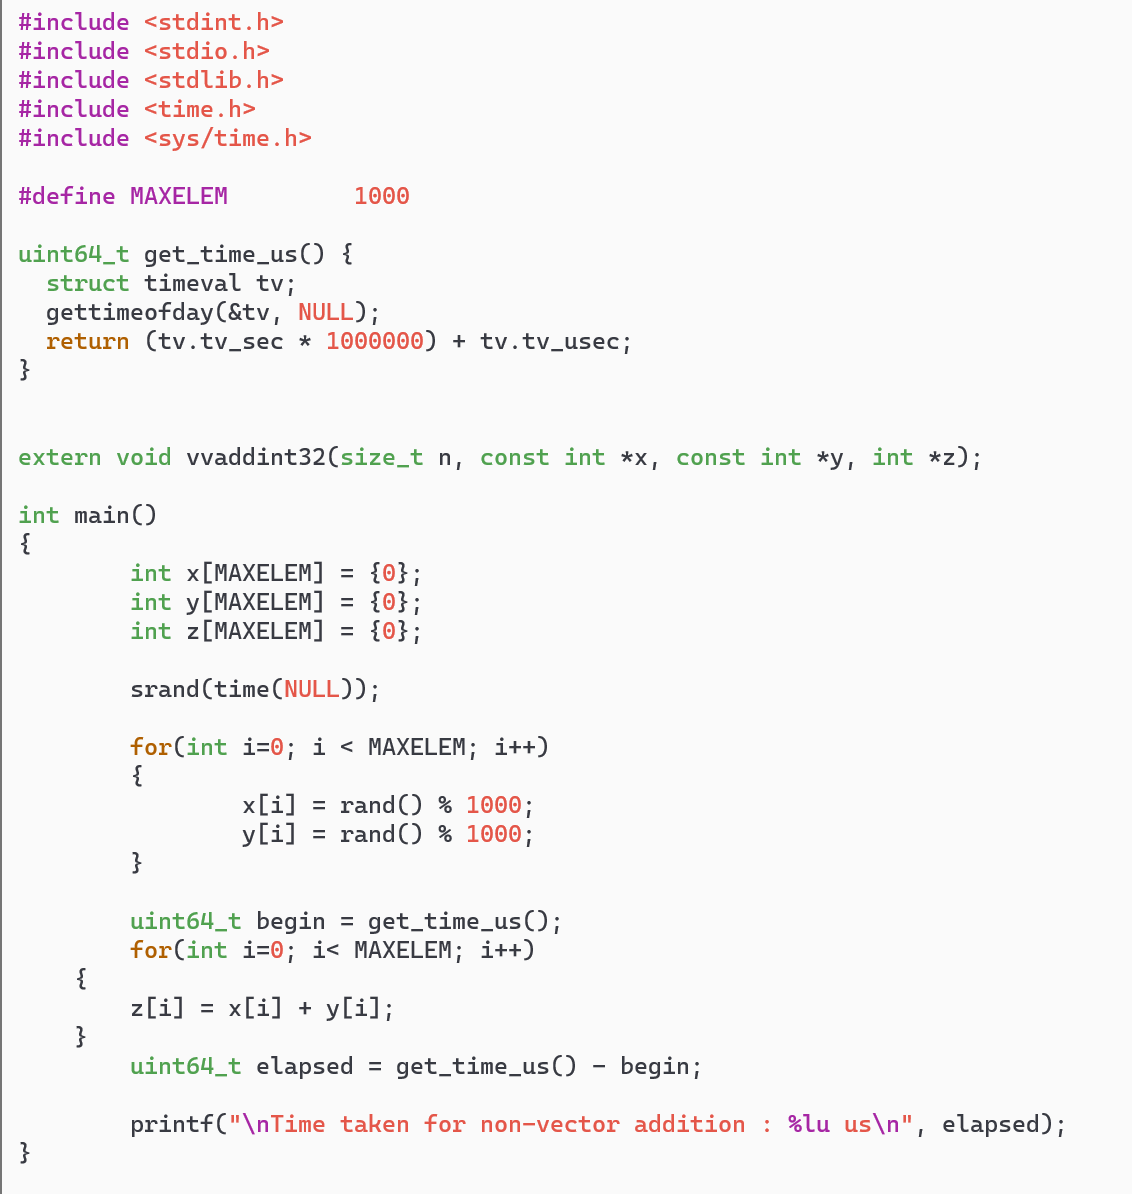 #include <stdint.h>
#include <stdio.h>
#include <stdlib.h>
#include <time.h>
#include <sys/time.h>
#define MAXELEM         1000
uint64_t get_time_us() {
  struct timeval tv;
  gettimeofday(&tv, NULL);
  return (tv.tv_sec * 1000000) + tv.tv_usec;
}
extern void vvaddint32(size_t n, const int *x, const int *y, int *z);
int main()
{
        int x[MAXELEM] = {0};
        int y[MAXELEM] = {0};
        int z[MAXELEM] = {0};
        srand(time(NULL));
        for(int i=0; i < MAXELEM; i++)
        {
                x[i] = rand() % 1000;
                y[i] = rand() % 1000;
        }
        uint64_t begin = get_time_us();
        for(int i=0; i< MAXELEM; i++)
    {
        z[i] = x[i] + y[i];
    }
        uint64_t elapsed = get_time_us() - begin;
        printf("\nTime taken for non-vector addition : %lu us\n", elapsed);
}